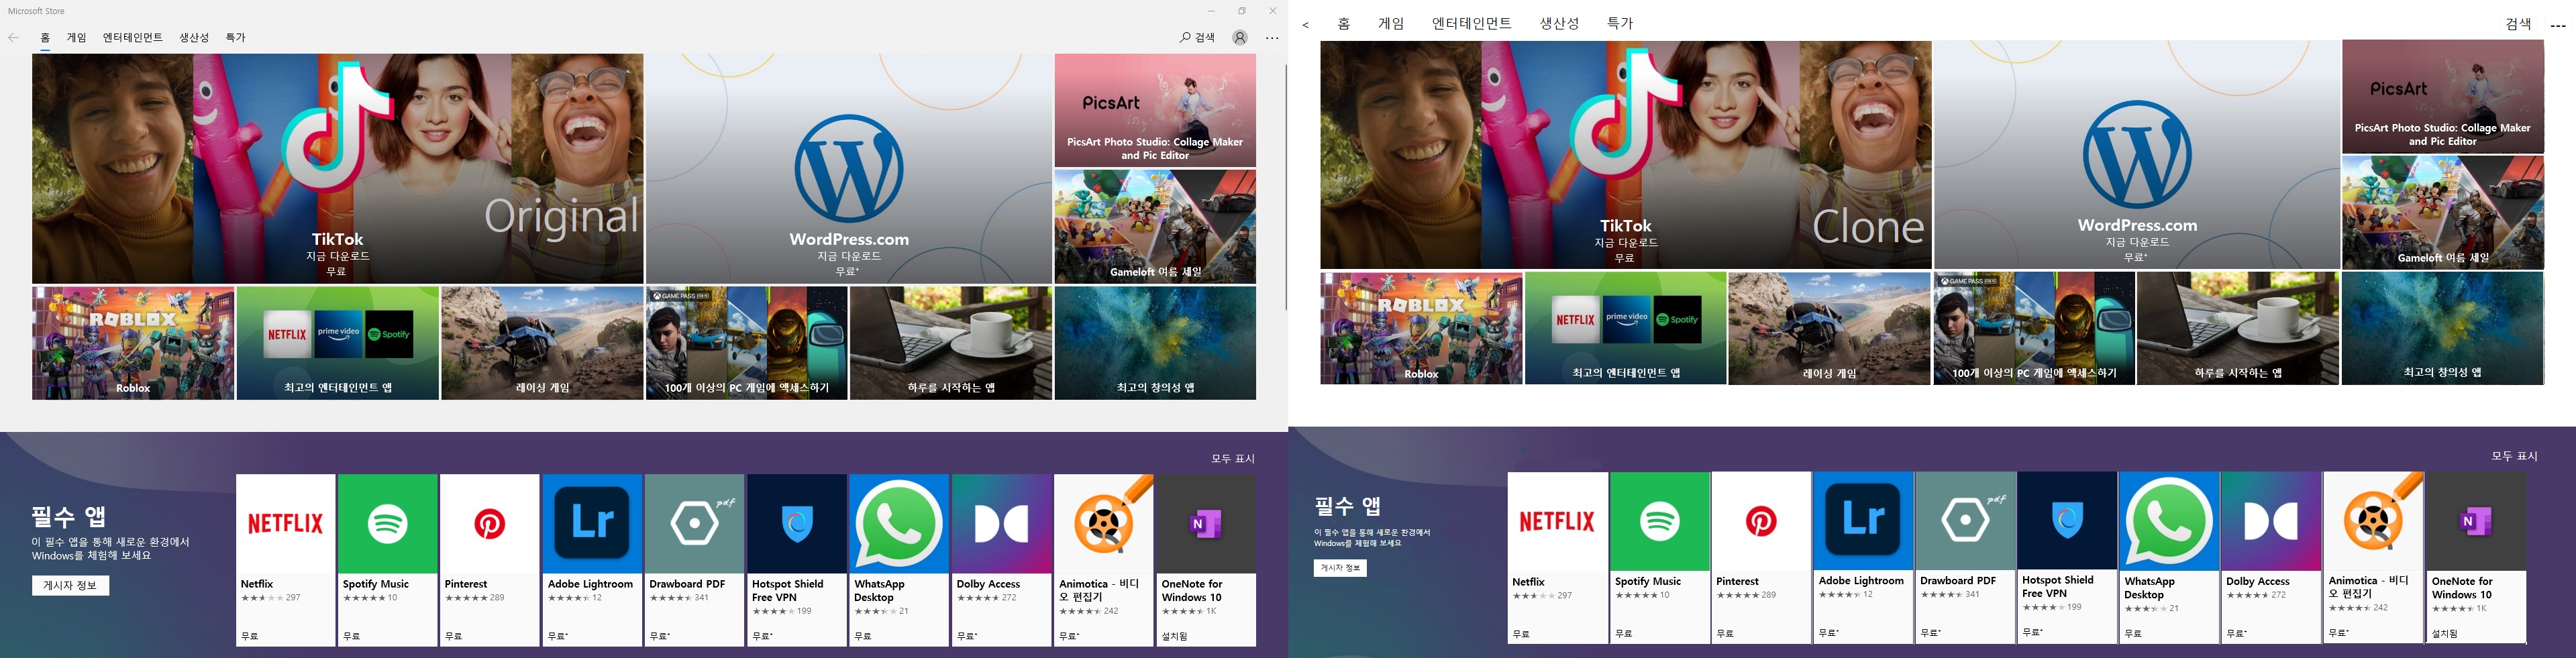 Microsoft Store
홈 게임 엔터테인먼트 생산성 특가
검색
PicsArt
PicsArt Photo Studio: Collage Maker
and Pic Editor
Original
TikTok
지금 다운로드
무료
WordPress.com
지금 다운로드
무료+
Gameloft 여름 세일
ROBLOX
Roblox
NETFLIX
prime video
Spotify
최고의 엔터테인먼트 앱
레이싱 게임
GAME PASS
100개 이상의 PC 게임에 액세스하기
하루를 시작하는 앱
최고의 창의성 앱
모두 표시
필수 앱
이 필수 앱을 통해 새로운 환경에서
Windows를 체험해 보세요
게시자 정보
NETFLIX
Netflix
297
무료
Spotify Music
10
무료
Pinterest
289
무료
Lr
Adobe Lightroom
12
무료+
pdf
Drawboard PDF
341
무료+
Hotspot Shield
Free VPN
199
무료+
WhatsApp
Desktop
21
무료
Dolby Access
272
무료+
Animotica - 비디
오 편집기
242
무료+
N
OneNote for
Windows 10
1K
설치됨
< 홈 게임 엔터테인먼트 생산성 특가
검색 ---
PicsArt
PicsArt Photo Studio: Collage Maker
and Pic Editor
Clone
TikTok
지금 다운로드
무료
WordPress.com
지금 다운로드
무료+
Gameloft 여름 세일
ROBLOX
Roblox
NETFLIX
prime video
Spotify
최고의 엔터테인먼트 앱
레이싱 게임
GAME PASS
100개 이상의 PC 게임에 액세스하기
하루를 시작하는 앱
최고의 창의성 앱
모두 표시
필수 앱
이 필수 앱을 통해 새로운 환경에서
Windows를 체험해 보세요
게시자 정보
NETFLIX
Netflix
297
무료
Spotify Music
10
무료
Pinterest
289
무료
Lr
Adobe Lightroom
12
무료+
pdf
Drawboard PDF
341
무료+
Hotspot Shield
Free VPN
199
무료+
WhatsApp
Desktop
21
무료
Dolby Access
272
무료+
Animotica - 비디
오 편집기
242
무료+
N
OneNote for
Windows 10
1K
설치됨